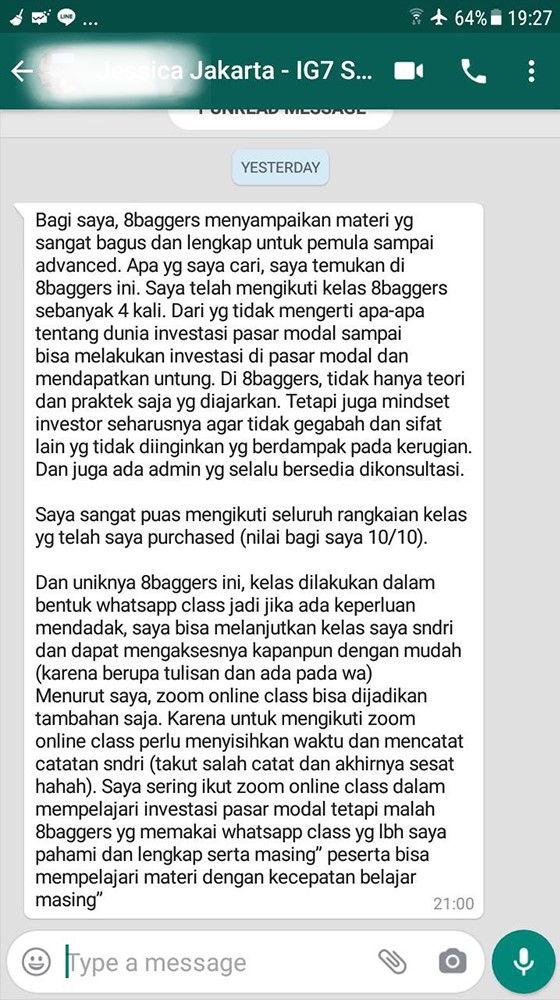 ...
64%
19:27
Jessica Jakarta - IG7 S...
1 UNREAD MESSAGE
YESTERDAY
Bagi saya, 8baggers menyampaikan materi yg
sangat bagus dan lengkap untuk pemula sampai
advanced. Apa yg saya cari, saya temukan di
8baggers ini. Saya telah mengikuti kelas 8baggers
sebanyak 4 kali. Dari yg tidak mengerti apa-apa
tentang dunia investasi pasar modal sampai
bisa melakukan investasi di pasar modal dan
mendapatkan untung. Di 8baggers, tidak hanya teori
dan praktek saja yg diajarkan. Tetapi juga mindset
investor seharusnya agar tidak gegabah dan sifat
lain yg tidak diinginkan yg berdampak pada kerugian.
Dan juga ada admin yg selalu bersedia dikonsultasi.
Saya sangat puas mengikuti seluruh rangkaian kelas
yg telah saya purchased (nilai bagi saya 10/10).
Dan uniknya 8baggers ini, kelas dilakukan dalam
bentuk whatsapp class jadi jika ada keperluan
mendadak, saya bisa melanjutkan kelas saya sndri
dan dapat mengaksesnya kapanpun dengan mudah
(karena berupa tulisan dan ada pada wa)
Menurut saya, zoom online class bisa dijadikan
tambahan saja. Karena untuk mengikuti zoom
online class perlu menyisihkan waktu dan mencatat
catatan sndri (takut salah catat dan akhirnya sesat
hahah). Saya sering ikut zoom online class dalam
mempelajari investasi pasar modal tetapi malah
8baggers yg memakai whatsapp class yg lbh saya
pahami dan lengkap serta masing” peserta bisa
mempelajari materi dengan kecepatan belajar
masing”
21:00
Type a message